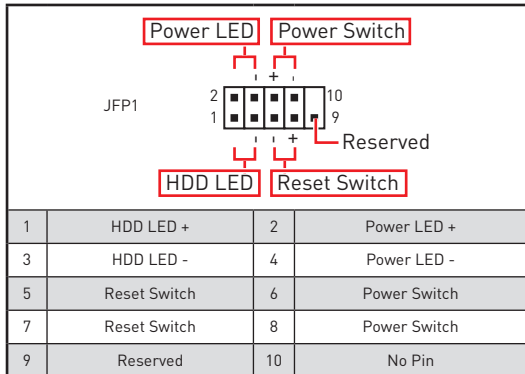 Power LED Power Switch
- + -
JFP1
2 10
1 9
Reserved
- - +
HDD LED Reset Switch
1 HDD LED + 2 Power LED +
3 HDD LED - 4 Power LED -
5 Reset Switch 6 Power Switch
7 Reset Switch 8 Power Switch
9 Reserved 10 No Pin